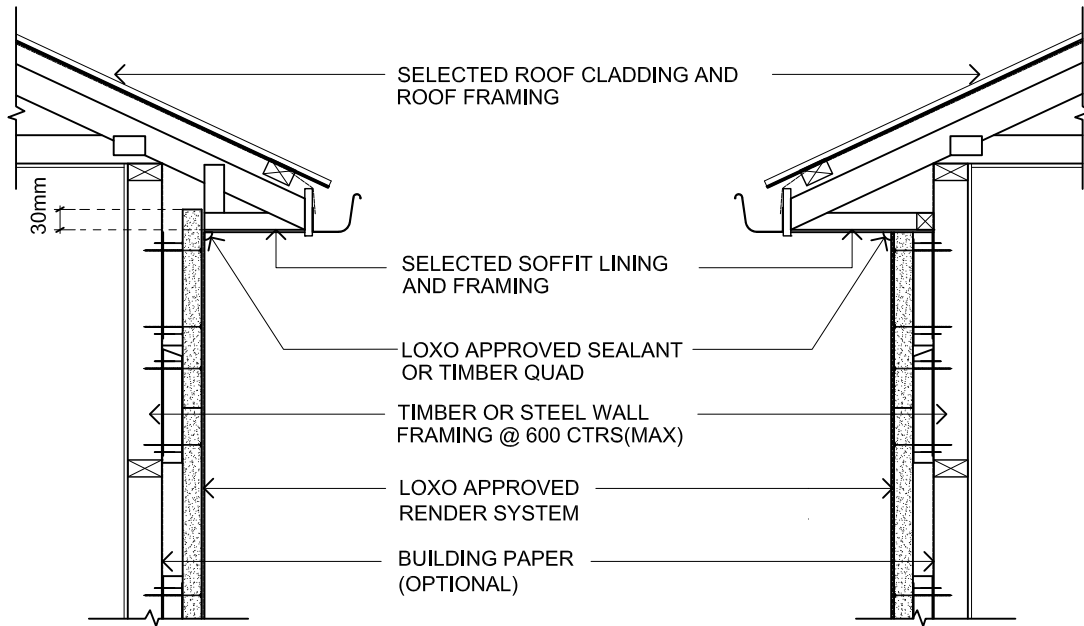 SELECTED ROOF CLADDING AND
ROOF FRAMING
30mm
SELECTED SOFFIT LINING
AND FRAMING
LOXO APPROVED SEALANT
OR TIMBER QUAD
TIMBER OR STEEL WALL
FRAMING @ 600 CTRS(MAX)
LOXO APPROVED
RENDER SYSTEM
BUILDING PAPER
(OPTIONAL)